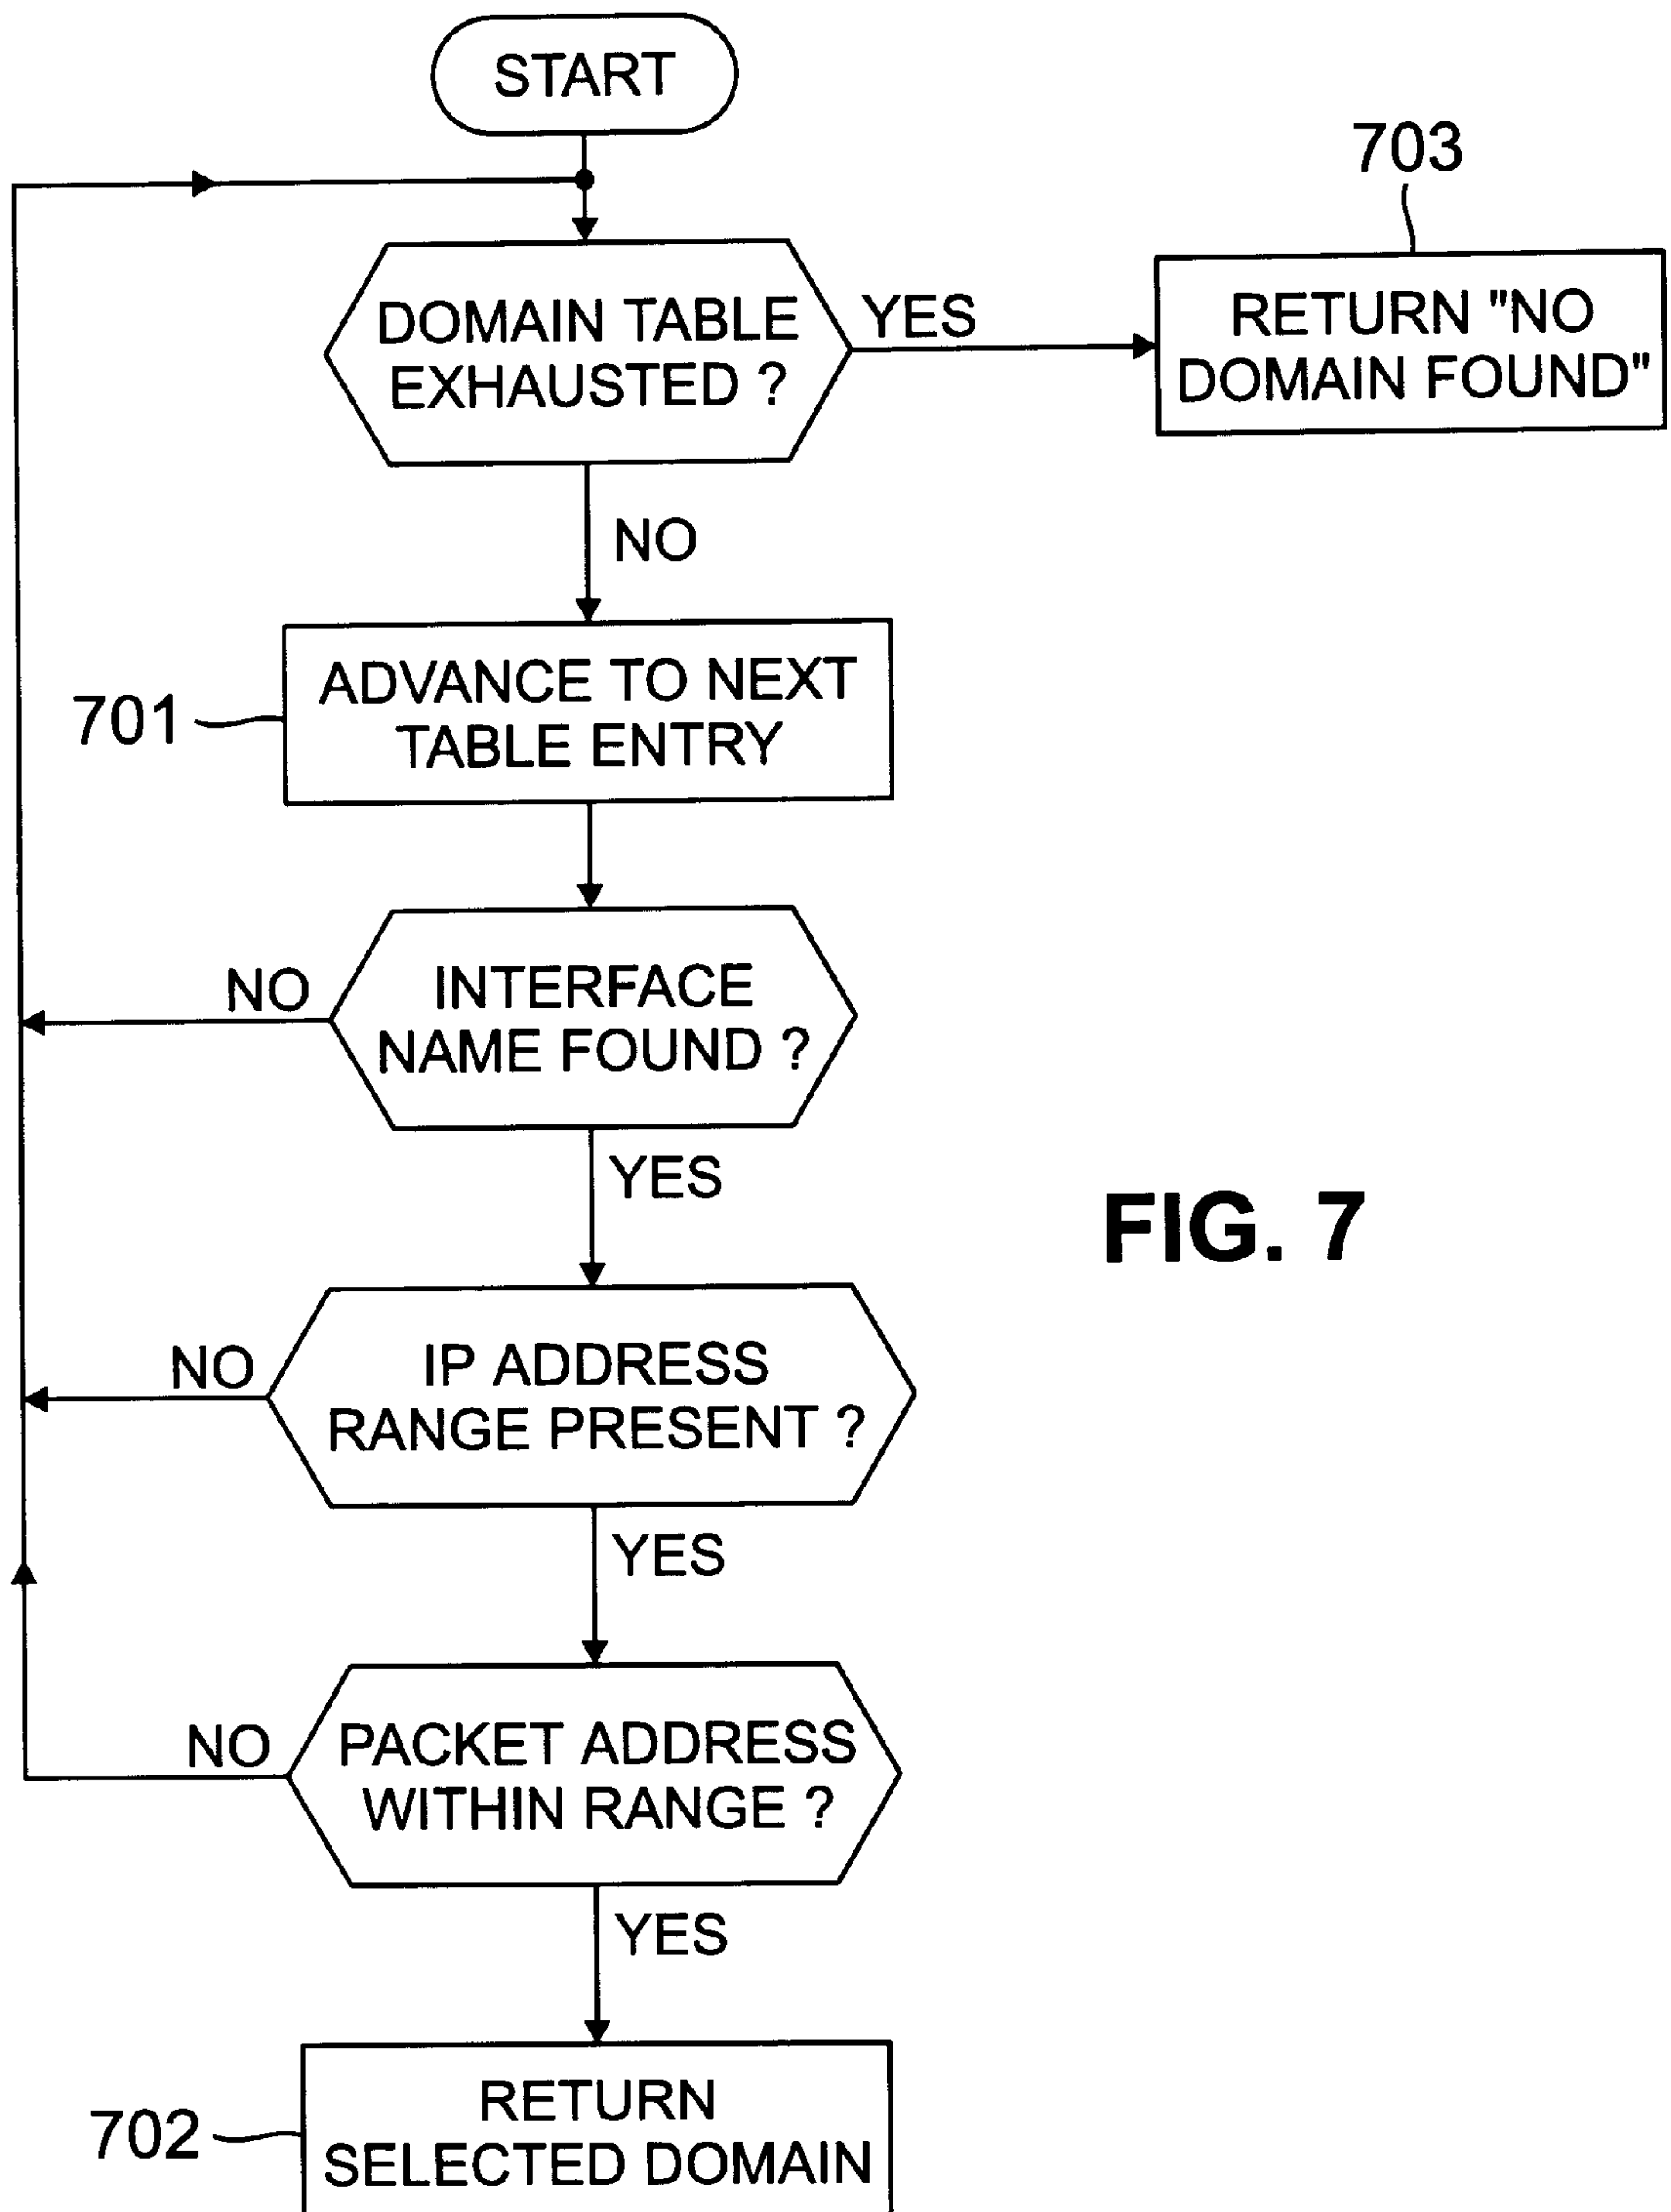 START
703
DOMAIN TABLE
EXHAUSTED ?
YES
RETURN "NO
DOMAIN FOUND"
NO
701
ADVANCE TO NEXT
TABLE ENTRY
NO
INTERFACE
NAME FOUND ?
YES
FIG. 7
NO
IP ADDRESS
RANGE PRESENT ?
YES
NO
PACKET ADDRESS
WITHIN RANGE ?
YES
702
RETURN
SELECTED DOMAIN